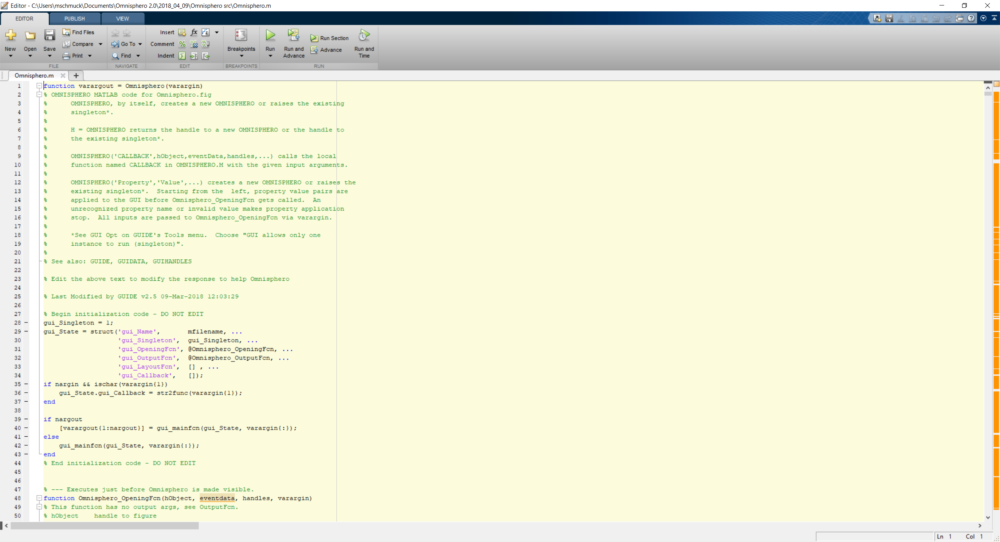 Editor - C:\Users\mschmuck\Documents\Omnisphero 2.0\2018_04_09\Omnisphero src\Omnisphero.m
EDITOR PUBLISH VIEW
New Open Save Find Files Compare Print
Go To Find
Insert fx
Comment
Indent
Breakpoints
Run Run and Advance Run Section Advance Run and Time
FILE NAVIGATE EDIT BREAKPOINTS RUN
Omnisphero.m
1 function varargout = Omnisphero(varargin)
2 % OMNISPHERO MATLAB code for Omnisphero.fig
3 %      OMNISPHERO, by itself, creates a new OMNISPHERO or raises the existing
4 %      singleton*.
5 %
6 %      H = OMNISPHERO returns the handle to a new OMNISPHERO or the handle to
7 %      the existing singleton*.
8 %
9 %      OMNISPHERO('CALLBACK',hObject,eventData,handles,...) calls the local
10 %      function named CALLBACK in OMNISPHERO.M with the given input arguments.
11 %
12 %      OMNISPHERO('Property','Value',...) creates a new OMNISPHERO or raises the
13 %      existing singleton*.  Starting from the  left, property value pairs are
14 %      applied to the GUI before Omnisphero_OpeningFcn gets called.  An
15 %      unrecognized property name or invalid value makes property application
16 %      stop.  All inputs are passed to Omnisphero_OpeningFcn via varargin.
17 %
18 %      *See GUI Opt on GUIDE's Tools menu.  Choose "GUI allows only one
19 %      instance to run (singleton)".
20 %
21 % See also: GUIDE, GUIDATA, GUIHANDLES
22
23 % Edit the above text to modify the response to help Omnisphero
24
25 % Last Modified by GUIDE v2.5 09-Mar-2018 12:03:29
26
27 % Begin initialization code - DO NOT EDIT
28 - gui_Singleton = 1;
29 - gui_State = struct('gui_Name',       mfilename, ...
30                    'gui_Singleton',  gui_Singleton, ...
31                    'gui_OpeningFcn', @Omnisphero_OpeningFcn, ...
32                    'gui_OutputFcn',  @Omnisphero_OutputFcn, ...
33                    'gui_LayoutFcn',  [] , ...
34                    'gui_Callback',   []);
35 - if nargin && ischar(varargin{1})
36 -     gui_State.gui_Callback = str2func(varargin{1});
37 - end
38
39 - if nargout
40 -     [varargout{1:nargout}] = gui_mainfcn(gui_State, varargin{:});
41 - else
42 -     gui_mainfcn(gui_State, varargin{:});
43 - end
44 % End initialization code - DO NOT EDIT
45
46
47 % --- Executes just before Omnisphero is made visible.
48 function Omnisphero_OpeningFcn(hObject, eventdata, handles, varargin)
49 % This function has no output args, see OutputFcn.
50 % hObject    handle to figure
Ln 1 Col 1